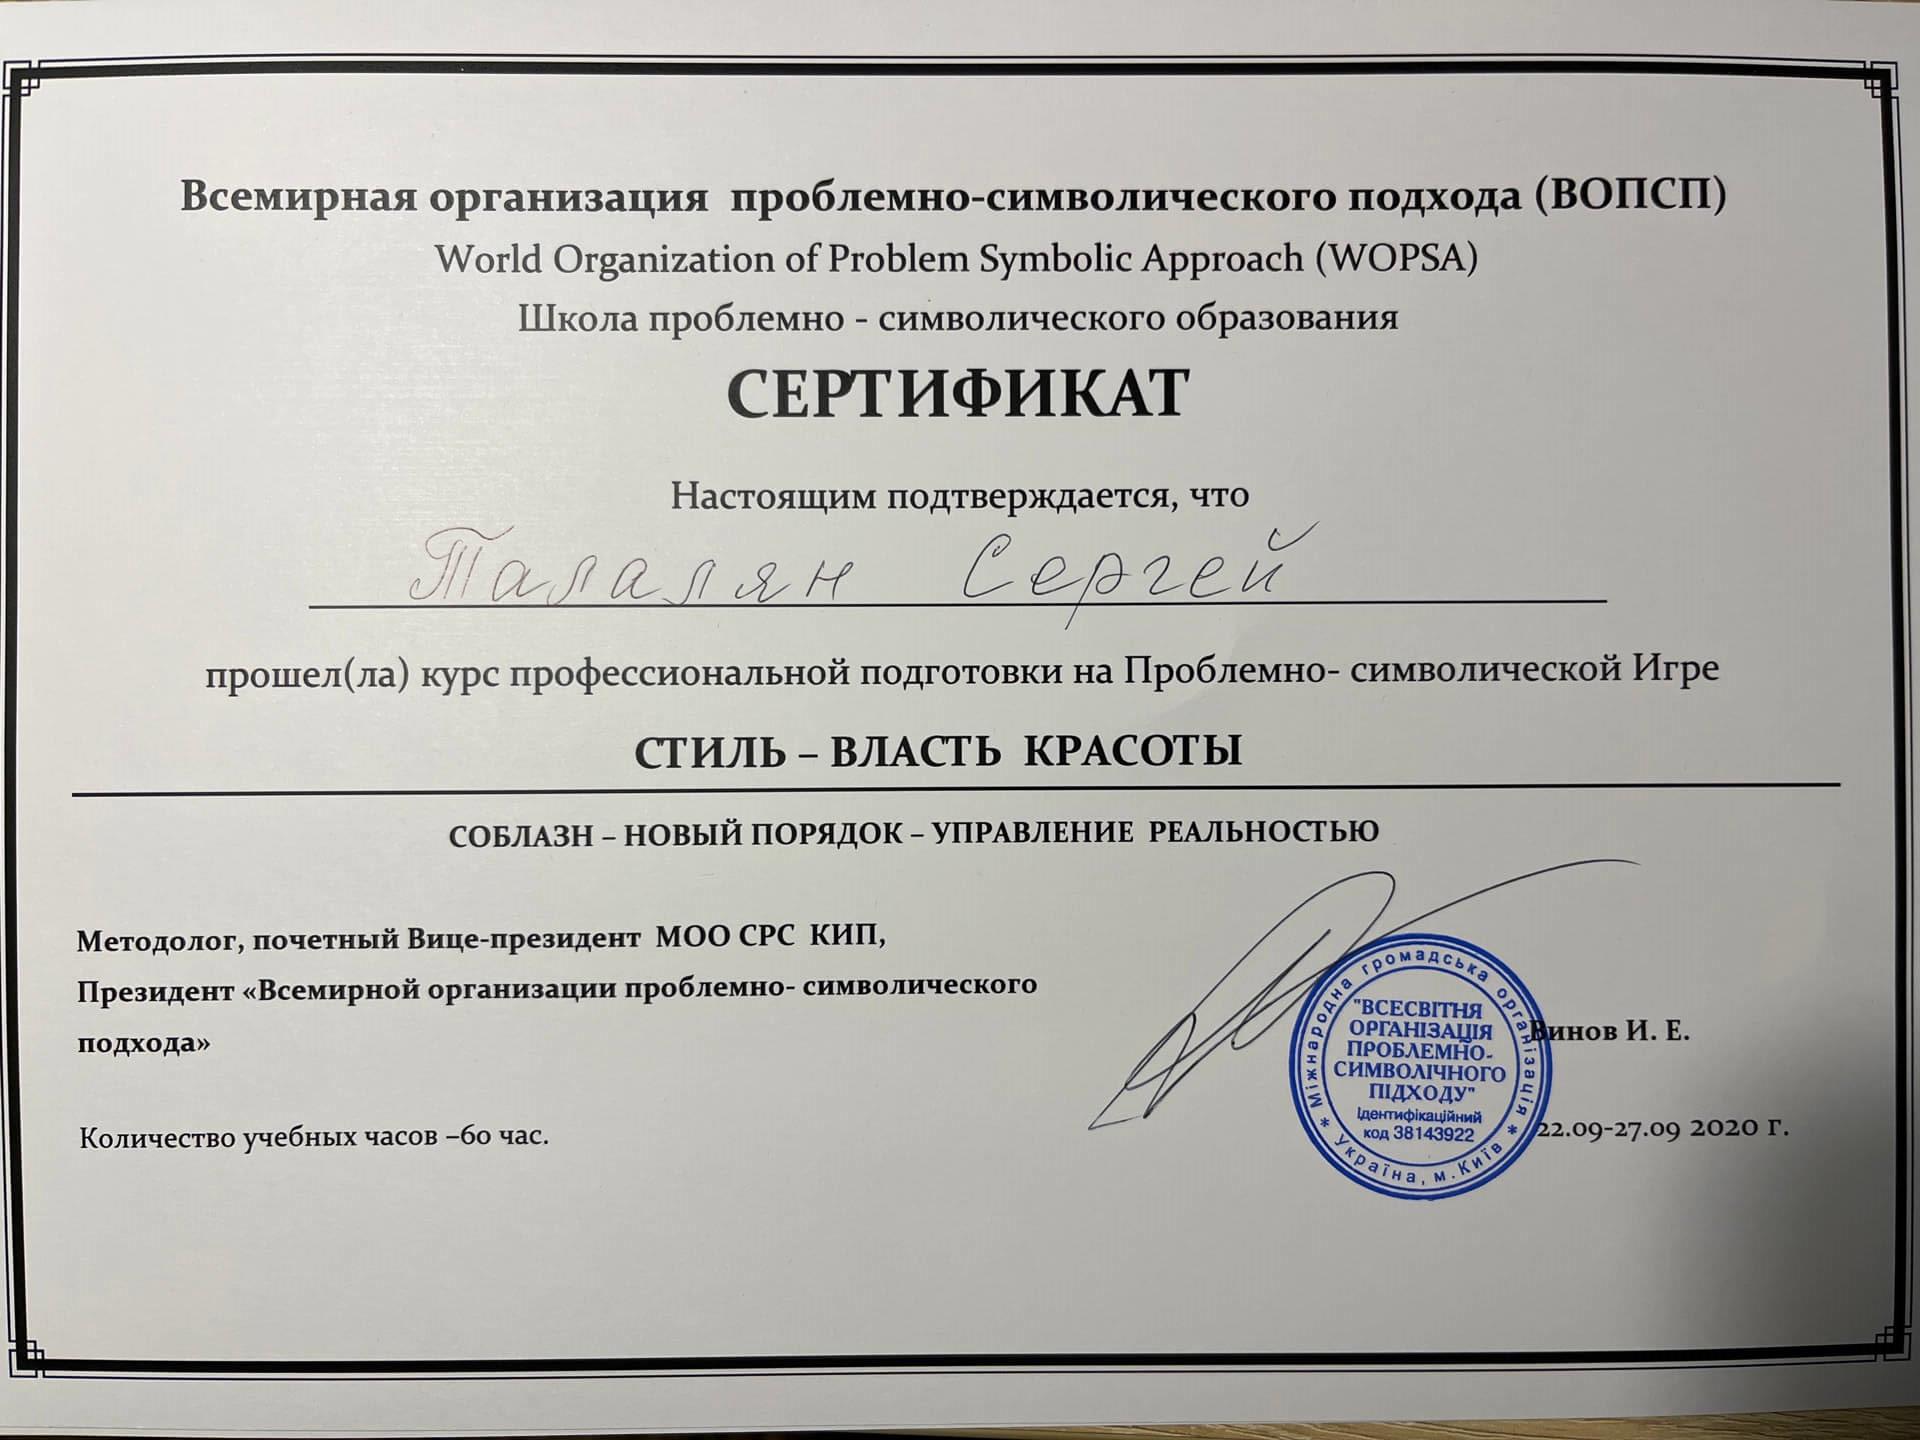 Всемирная организация проблемно-символического подхода (ВОПСП)
World Organization of Problem Symbolic Approach (WOPSA)
Школа проблемно - символического образования
СЕРТИФИКАТ
Настоящим подтверждается, что
Талалян Сергей
прошел(ла) курс профессиональной подготовки на Проблемно- символической Игре
СТИЛЬ – ВЛАСТЬ КРАСОТЫ
СОБЛАЗН – НОВЫЙ ПОРЯДОК – УПРАВЛЕНИЕ РЕАЛЬНОСТЬЮ
Методолог, почетный Вице-президент МОО СРС КИП,
Президент «Всемирной организации проблемно- символического
подхода»
Винов И. Е.
Количество учебных часов –60 час.
22.09-27.09 2020 г.
Міжнародна громадська організація
"ВСЕСВІТНЯ
ОРГАНІЗАЦІЯ
ПРОБЛЕМНО-
СИМВОЛІЧНОГО
ПІДХОДУ"
Ідентифікаційний
код 38143922
* Україна, м. Київ *